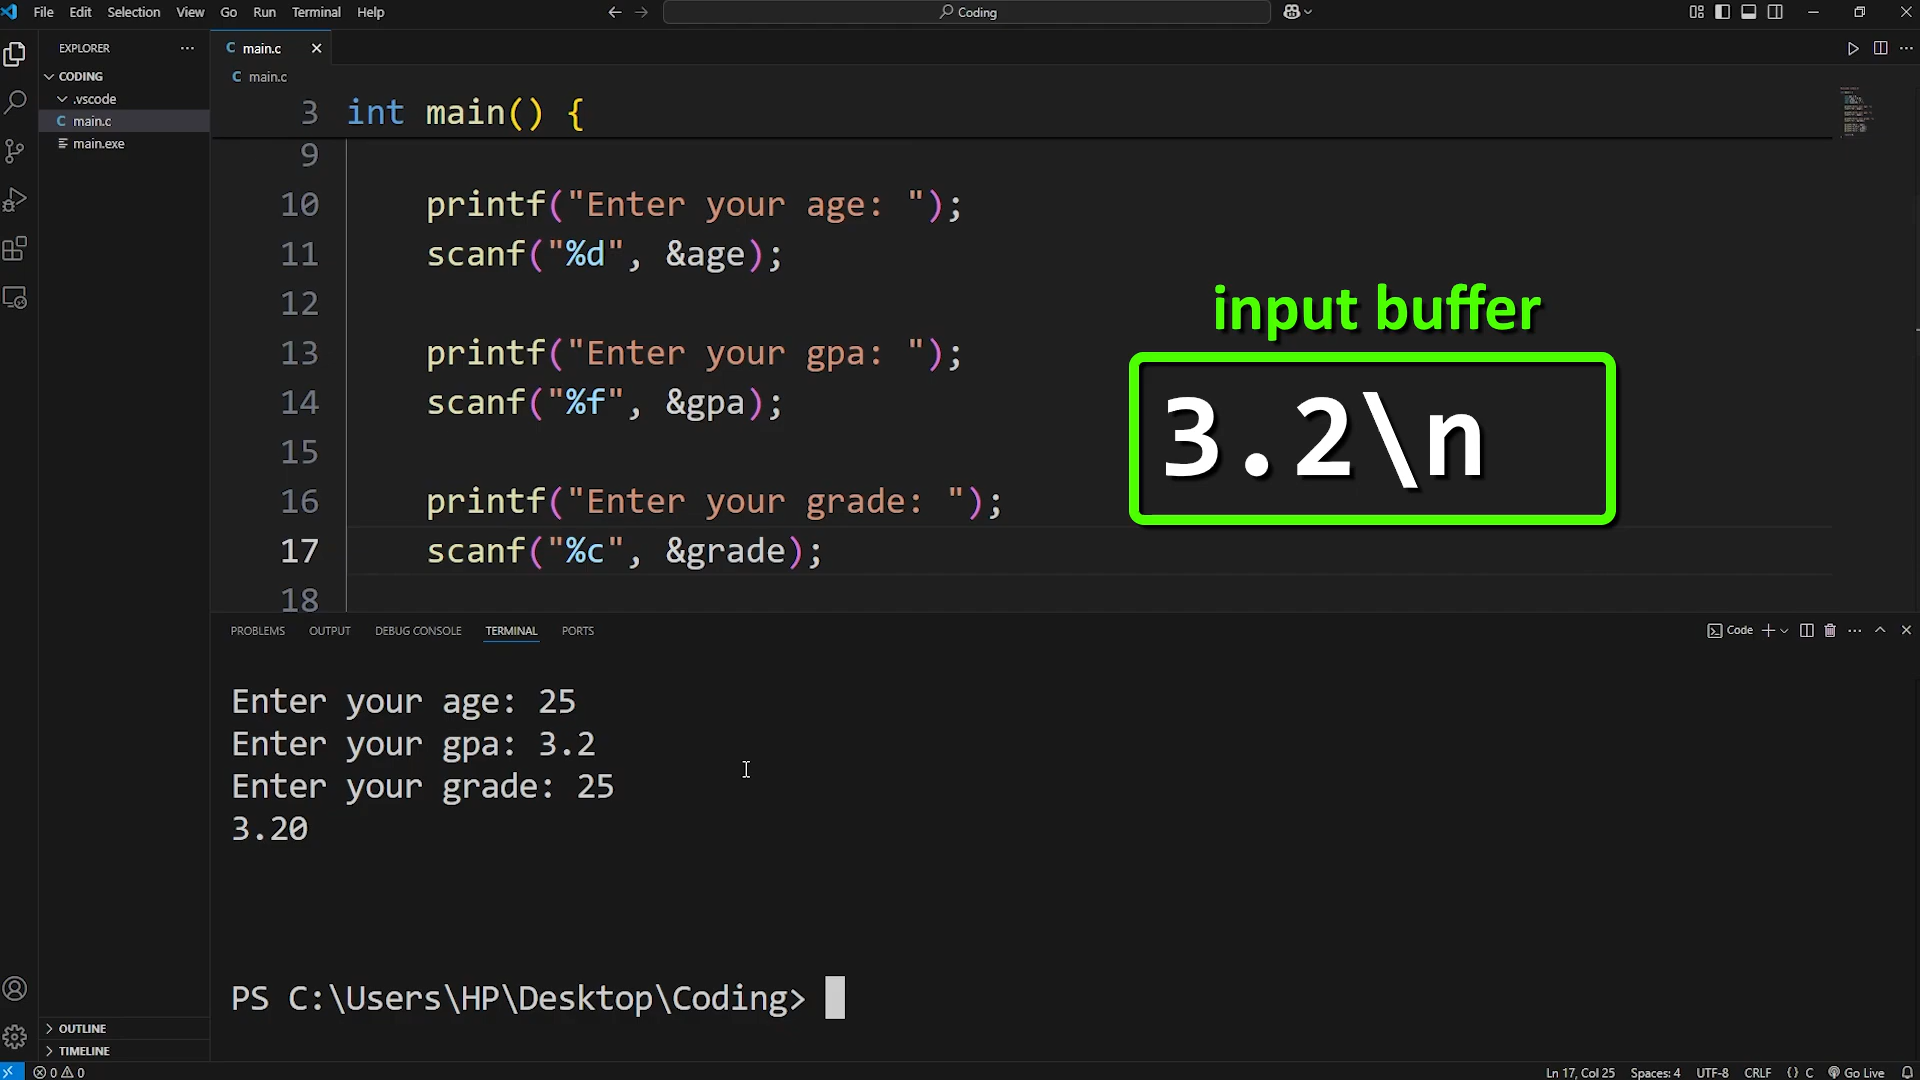 File Edit Selection View Go Run Terminal Help
Coding
EXPLORER
CODING
.vscode
C main.c
main.exe
OUTLINE
TIMELINE
C main.c
C main.c
3 int main() {
9
10 printf("Enter your age: ");
11 scanf("%d", &age);
12
13 printf("Enter your gpa: ");
14 scanf("%f", &gpa);
15
16 printf("Enter your grade: ");
17 scanf("%c", &grade);
18
input buffer
3.2\n
PROBLEMS OUTPUT DEBUG CONSOLE TERMINAL PORTS
Code
Enter your age: 25
Enter your gpa: 3.2
Enter your grade: 25
3.20
PS C:\Users\HP\Desktop\Coding>
0 0
Ln 17, Col 25 Spaces: 4 UTF-8 CRLF {} C Go Live